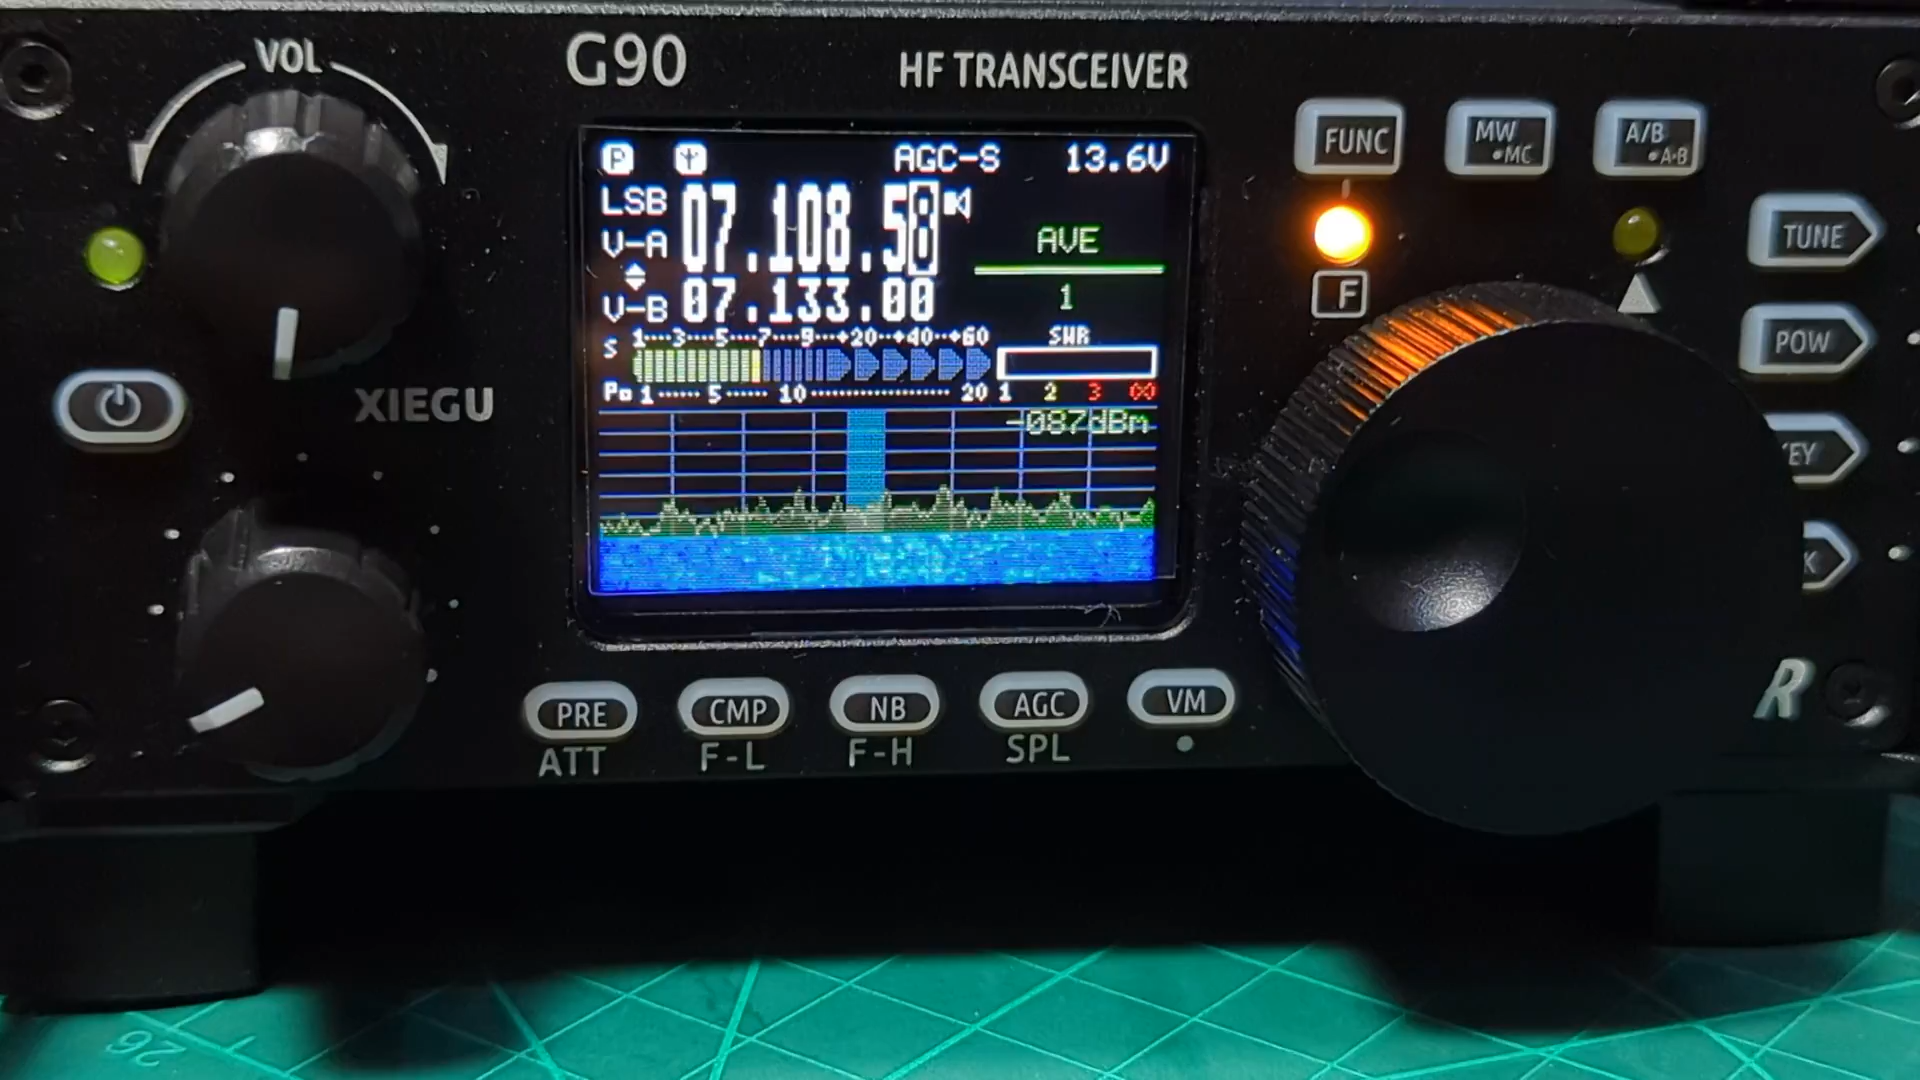 VOL
G90
HF TRANSCEIVER
FUNC
MW
•MC
A/B
•A·B
P
AGC-S
13.6V
LSB
07.108.58
V-A
AVE
V-B
07.133.00
1
S
1····3····5····7····9··+20··+40··+60
SWR
Po
1······5·······10··················20
1 2 3 ∞
-087dBm
F
TUNE
POW
XIEGU
PRE
CMP
NB
AGC
VM
ATT
F-L
F-H
SPL
R
26